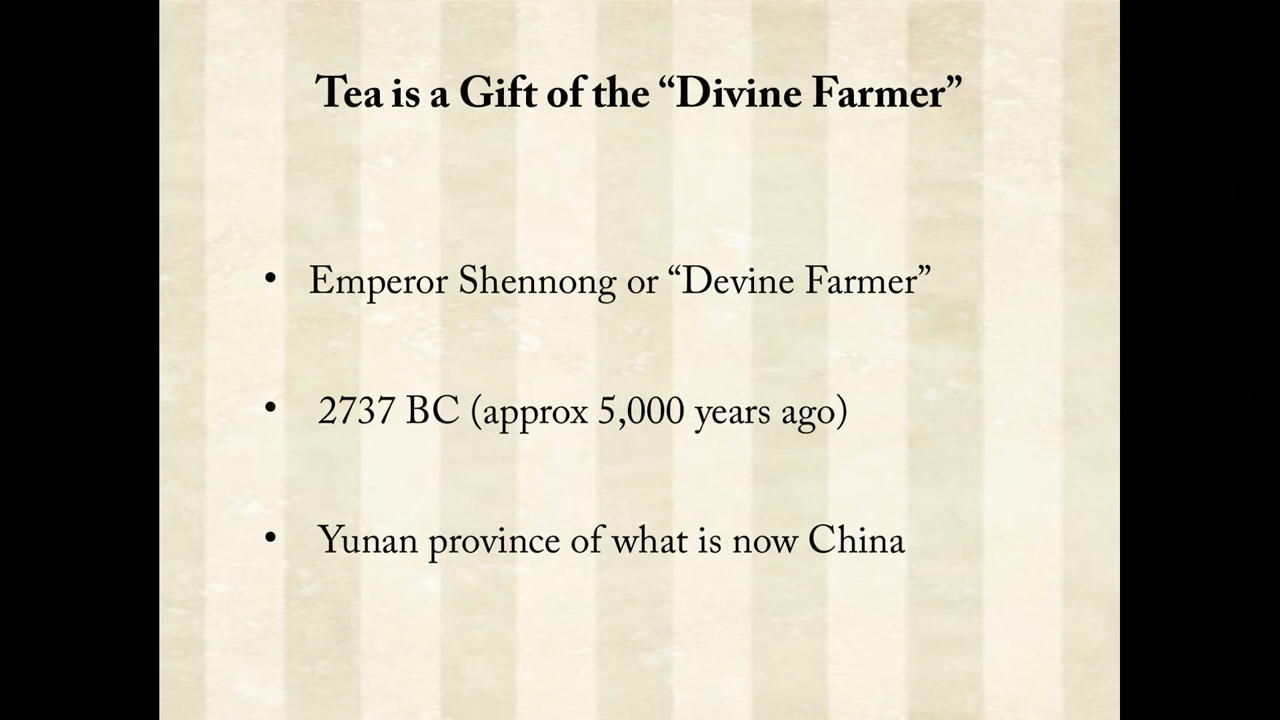 Tea is a Gift of the “Divine Farmer”
• Emperor Shennong or “Devine Farmer”
• 2737 BC (approx 5,000 years ago)
• Yunan province of what is now China